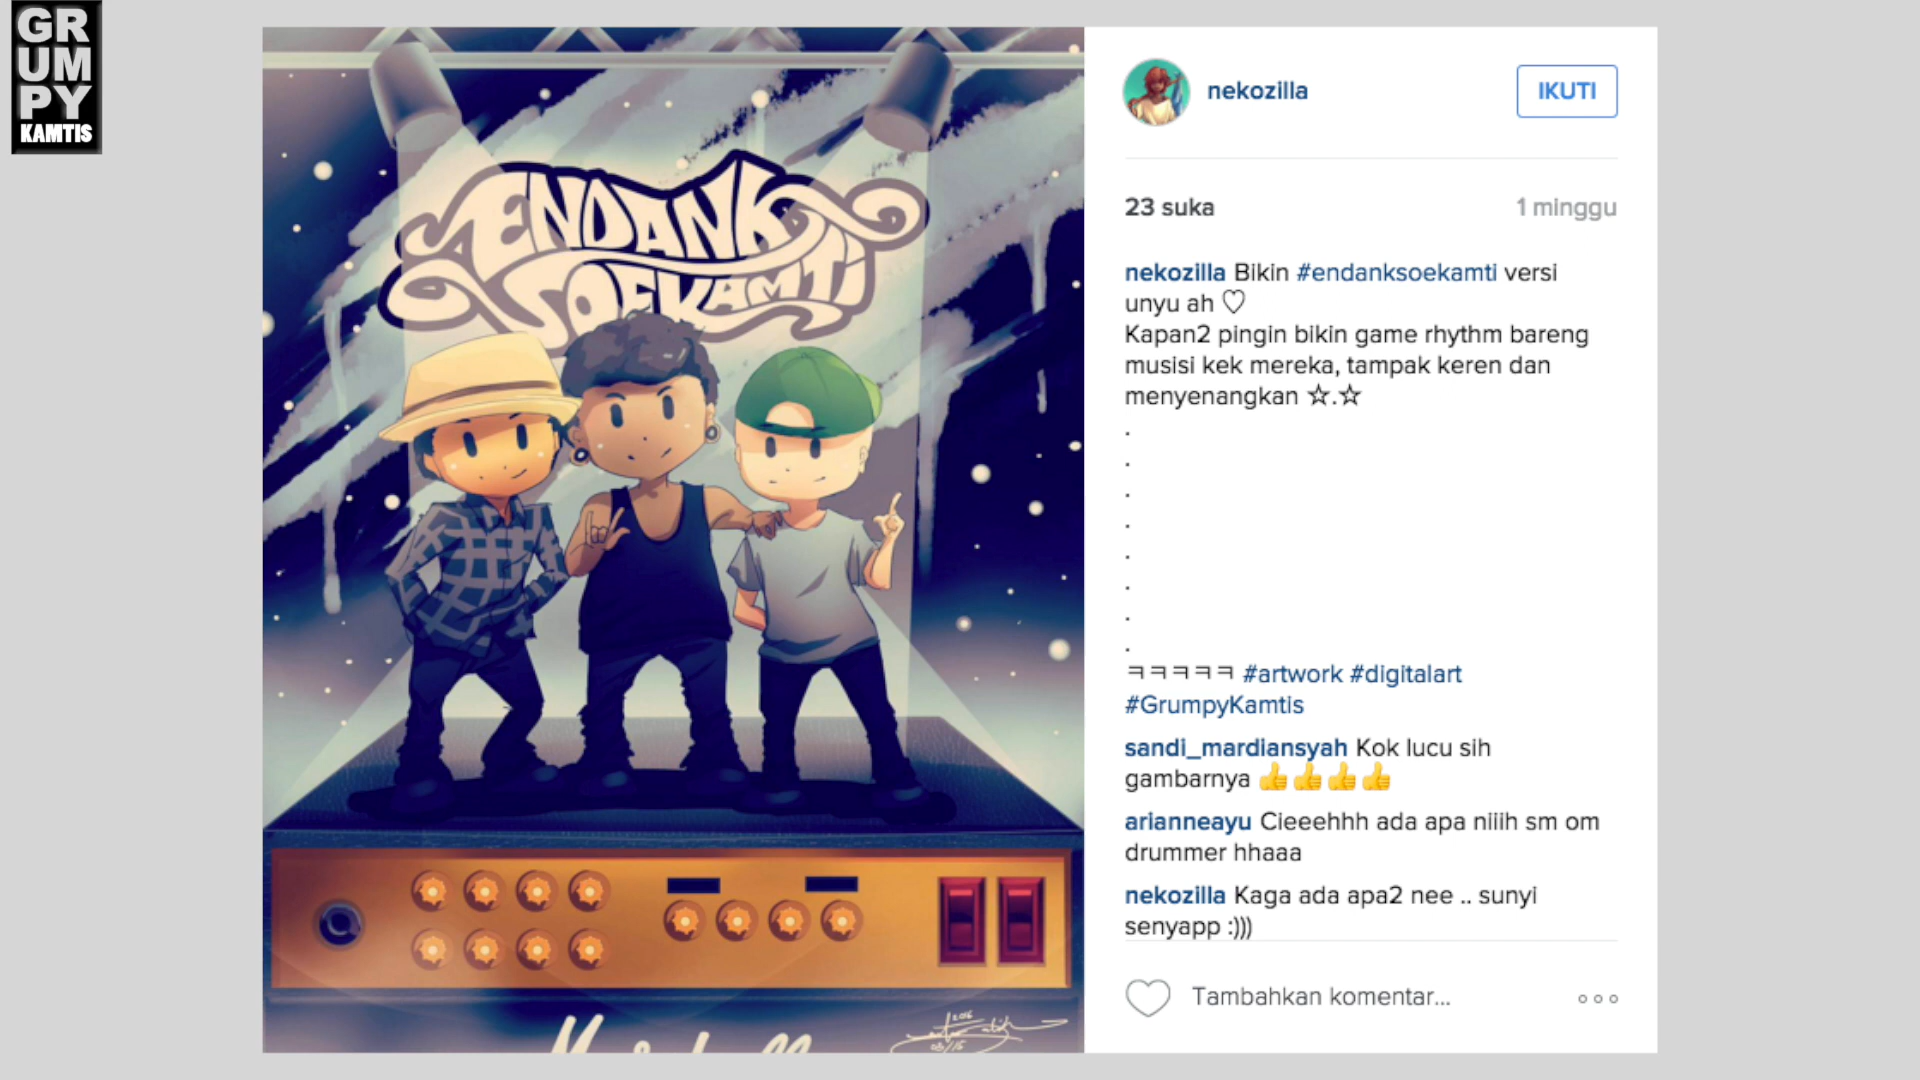 GR
UM
PY
KAMTIS
ENDANK
SOEKAMTI
nekozilla
IKUTI
23 suka
1 minggu
nekozilla Bikin #endanksoekamti versi
unyu ah ♡
Kapan2 pingin bikin game rhythm bareng
musisi kek mereka, tampak keren dan
menyenangkan ☆.☆
.
.
.
.
.
.
.
.
ㅋㅋㅋㅋㅋ #artwork #digitalart
#GrumpyKamtis
sandi_mardiansyah Kok lucu sih
gambarnya 👍👍👍👍
arianneayu Cieeehhh ada apa niiih sm om
drummer hhaaa
nekozilla Kaga ada apa2 nee .. sunyi
senyapp :)))
Tambahkan komentar...
2016
03/15